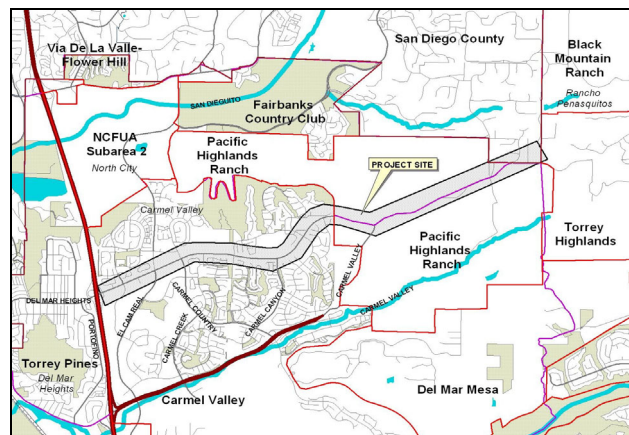 Via De La Valle-
Flower Hill
San Diego County
Black
Mountain
Ranch
Rancho
Penasquitos
SAN DIEGUITO
Fairbanks
Country Club
NCFUA
Subarea 2
North City
Pacific
Highlands
Ranch
PROJECT SITE
Carmel Valley
Pacific
Highlands
Ranch
Torrey
Highlands
DEL MAR HEIGHTS
EL CAM REAL
CARMEL COUNTRY
CARMEL CREEK
CARMEL CANYON
CARMEL VALLEY
CARMEL VALLEY
PORTOFINO
Torrey Pines
Del Mar
Heights
Carmel Valley
Del Mar Mesa